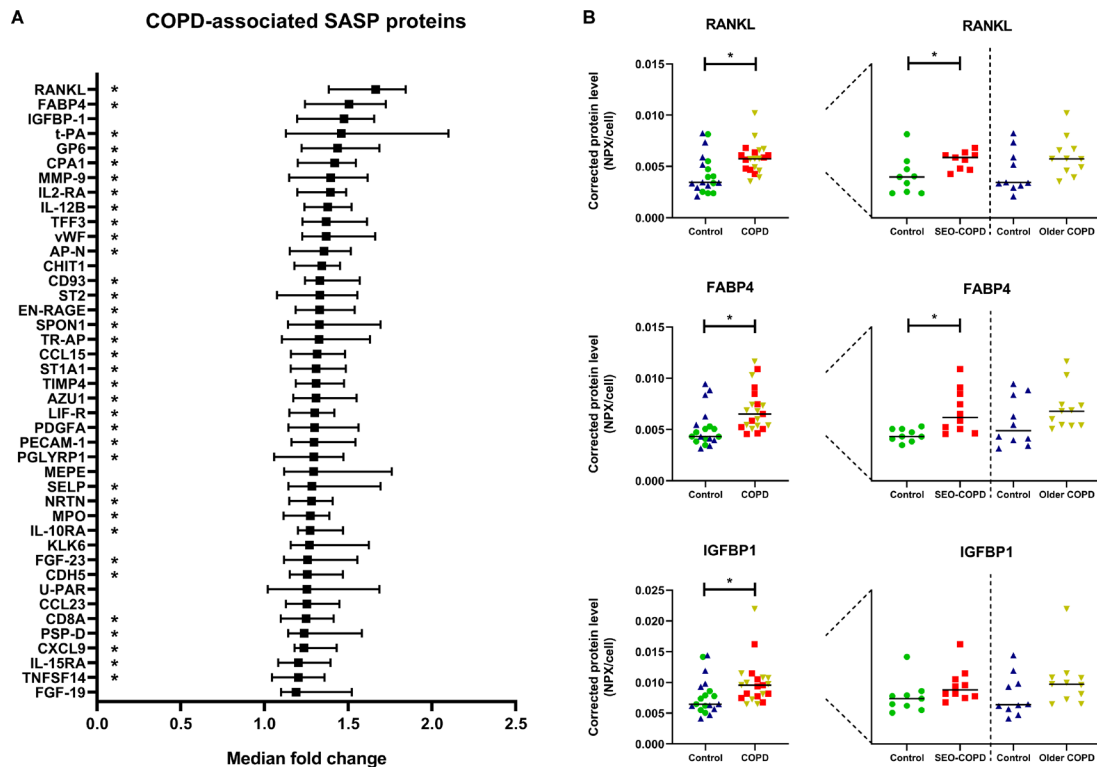 A
COPD-associated SASP proteins
RANKL *
FABP4 *
IGFBP-1
t-PA *
GP6 *
CPA1 *
MMP-9 *
IL2-RA *
IL-12B *
TFF3 *
vWF *
AP-N *
CHIT1
CD93 *
ST2 *
EN-RAGE *
SPON1 *
TR-AP *
CCL15 *
ST1A1 *
TIMP4 *
AZU1 *
LIF-R *
PDGFA *
PECAM-1 *
PGLYRP1 *
MEPE
SELP *
NRTN *
MPO *
IL-10RA *
KLK6
FGF-23 *
CDH5 *
U-PAR
CCL23
CD8A *
PSP-D *
CXCL9 *
IL-15RA *
TNFSF14 *
FGF-19
0.0 0.5 1.0 1.5 2.0 2.5
Median fold change
B
RANKL
*
Corrected protein level
(NPX/cell)
0.015
0.010
0.005
0.000
Control COPD
RANKL
*
Control SEO-COPD Control Older COPD
FABP4
*
Corrected protein level
(NPX/cell)
0.015
0.010
0.005
0.000
Control COPD
FABP4
*
Control SEO-COPD Control Older COPD
IGFBP1
*
Corrected protein level
(NPX/cell)
0.025
0.020
0.015
0.010
0.005
0.000
Control COPD
IGFBP1
Control SEO-COPD Control Older COPD